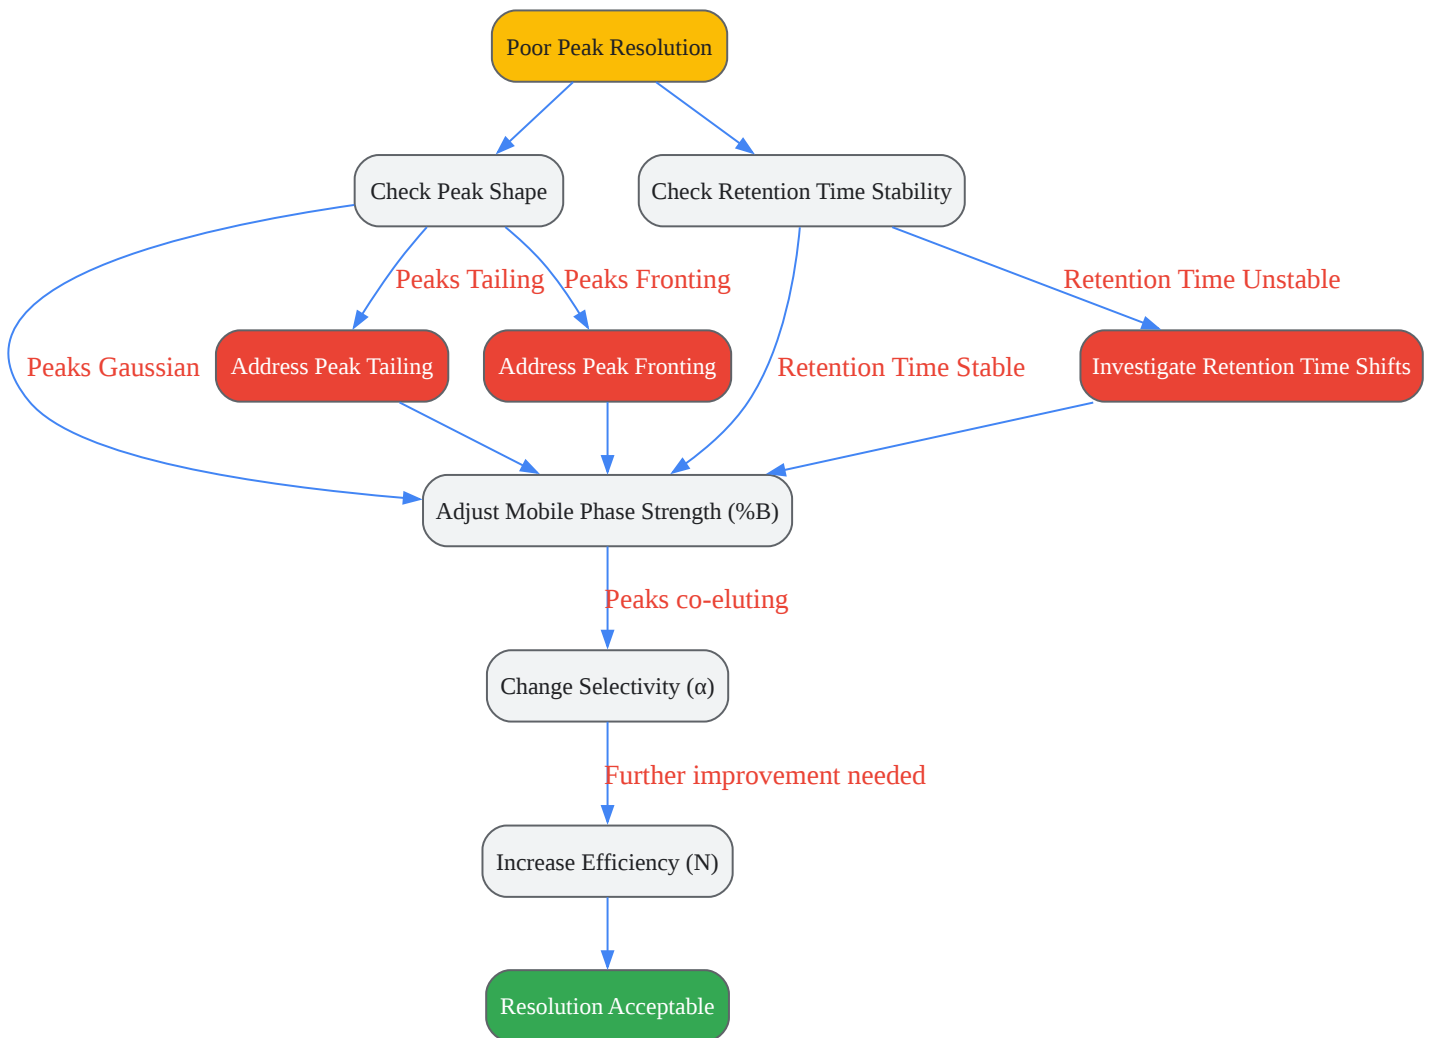 Poor Peak Resolution
Check Peak Shape
Check Retention Time Stability
Peaks Tailing
Peaks Fronting
Retention Time Unstable
Peaks Gaussian
Address Peak Tailing
Address Peak Fronting
Retention Time Stable
Investigate Retention Time Shifts
Adjust Mobile Phase Strength (%B)
Peaks co-eluting
Change Selectivity (α)
Further improvement needed
Increase Efficiency (N)
Resolution Acceptable